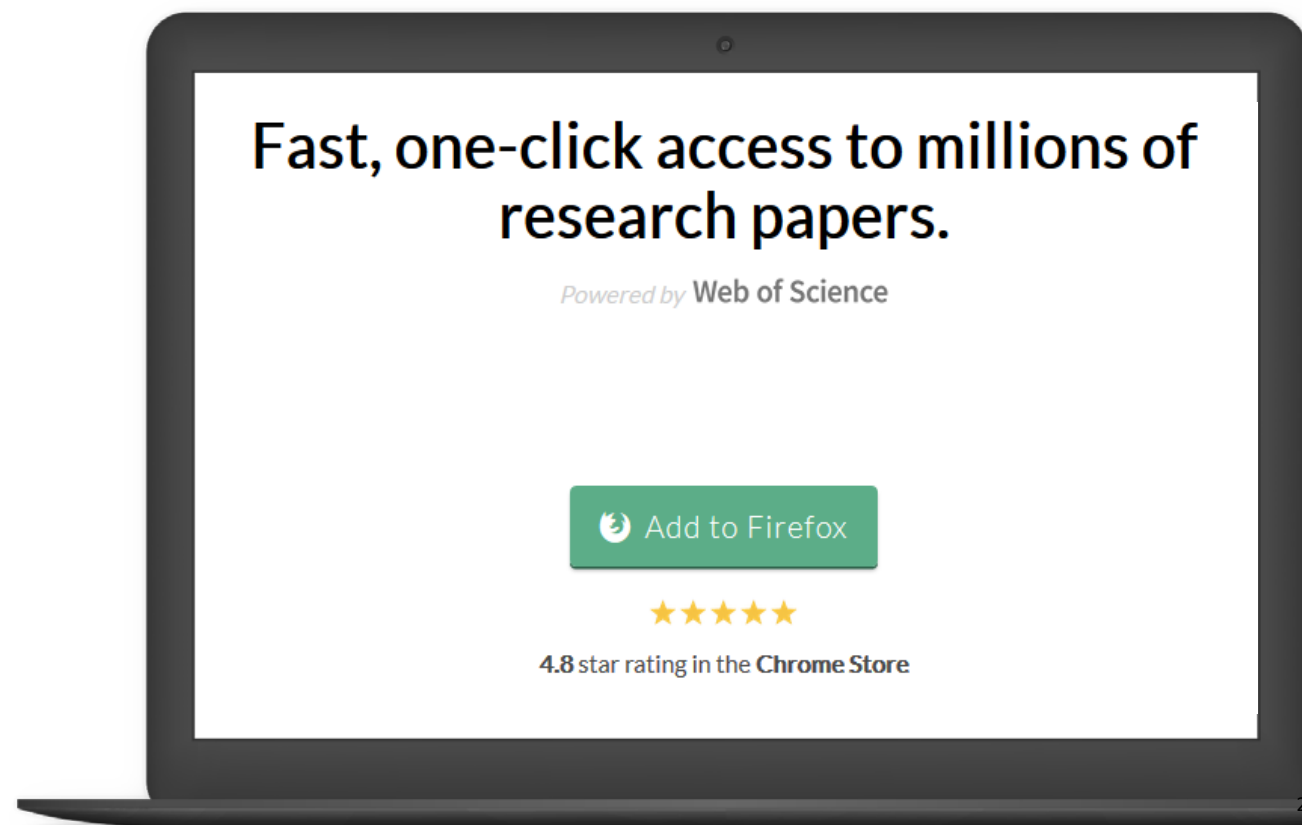 Fast, one-click access to millions of
research papers.
Powered by Web of Science
Add to Firefox
4.8 star rating in the Chrome Store
2